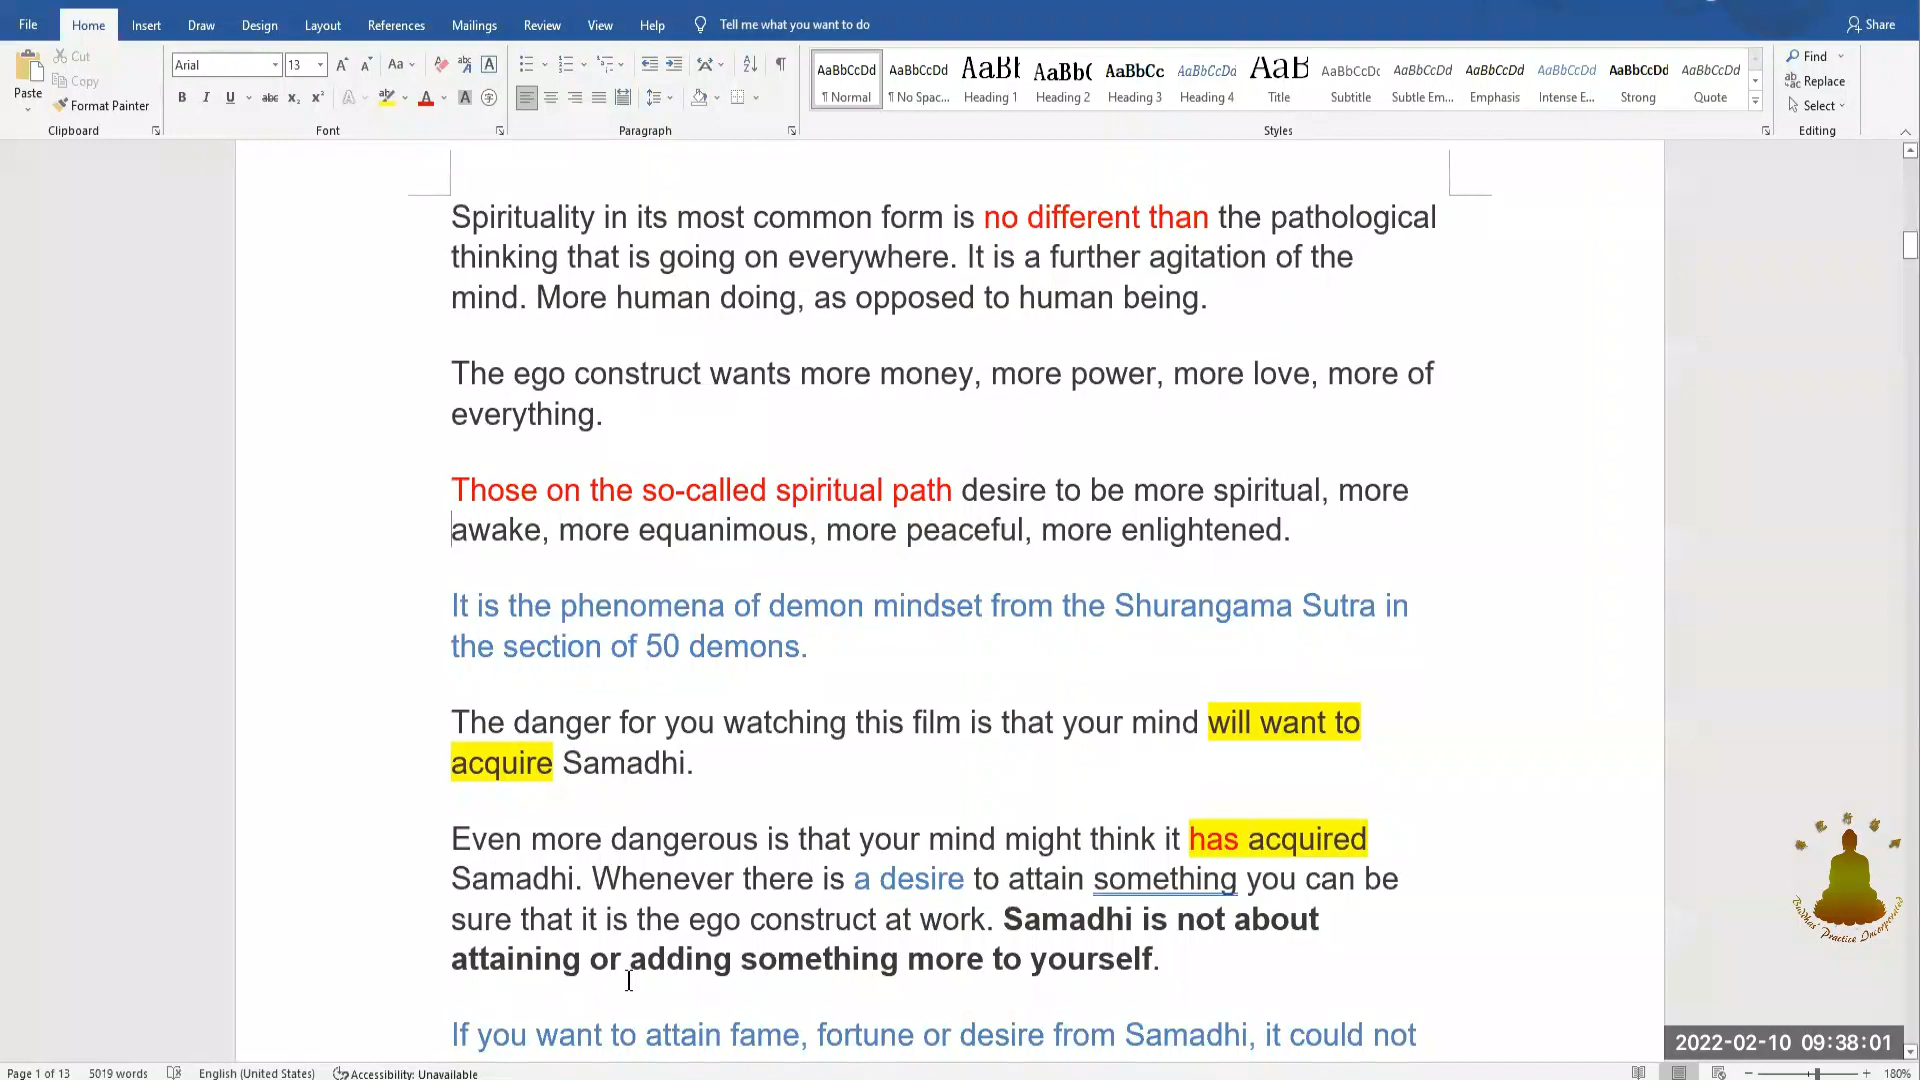 File Home Insert Draw Design Layout References Mailings Review View Help Tell me what you want to do Share
Paste Cut Copy Format Painter
Clipboard
Arial 13
Font
Paragraph
AaBbCcDd AaBbCcDd AaBl AaBb( AaBbCc AaBbCcDd AaB AaBbCcDc AaBbCcDd AaBbCcDd AaBbCcDd AaBbCcDd AaBbCcDd
¶ Normal ¶ No Spac... Heading 1 Heading 2 Heading 3 Heading 4 Title Subtitle Subtle Em... Emphasis Intense E... Strong Quote
Styles
Find
Replace
Select
Editing
Spirituality in its most common form is no different than the pathological
thinking that is going on everywhere. It is a further agitation of the
mind. More human doing, as opposed to human being.
The ego construct wants more money, more power, more love, more of
everything.
Those on the so-called spiritual path desire to be more spiritual, more
awake, more equanimous, more peaceful, more enlightened.
It is the phenomena of demon mindset from the Shurangama Sutra in
the section of 50 demons.
The danger for you watching this film is that your mind will want to
acquire Samadhi.
Even more dangerous is that your mind might think it has acquired
Samadhi. Whenever there is a desire to attain something you can be
sure that it is the ego construct at work. Samadhi is not about
attaining or adding something more to yourself.
If you want to attain fame, fortune or desire from Samadhi, it could not
Buddhas' Practice Incorporated
2022-02-10 09:38:01
Page 1 of 13 5019 words English (United States) Accessibility: Unavailable 180%